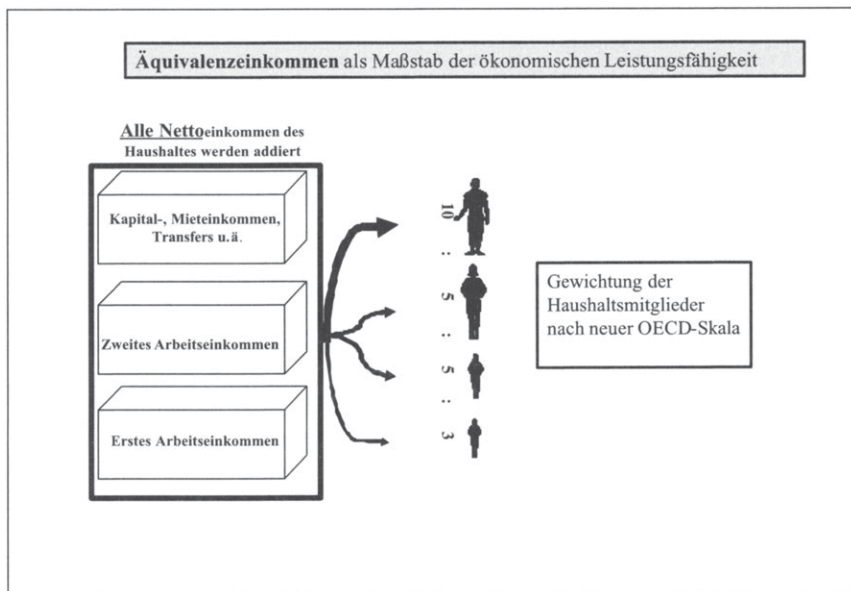 Äquivalenzeinkommen als Maßstab der ökonomischen Leistungsfähigkeit
Alle Nettoeinkommen des
Haushaltes werden addiert
Kapital-, Mieteinkommen,
Transfers u.ä.
Zweites Arbeitseinkommen
Erstes Arbeitseinkommen
10 : 5 : 5 : 3
Gewichtung der
Haushaltsmitglieder
nach neuer OECD-Skala